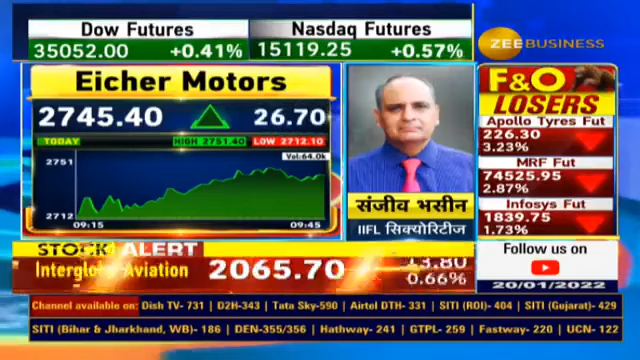 Dow Futures
35052.00 +0.41%
Nasdaq Futures
15119.25 +0.57%
ZEE BUSINESS
Eicher Motors
2745.40 26.70
TODAY HIGH 2751.40 LOW 2712.10
Vol:64.0k
2751
2712
09:15 09:45
संजीव भसीन
IIFL सिक्योरिटीज
F&O
LOSERS
Apollo Tyres Fut
226.30
3.23%
MRF Fut
74525.95
2.87%
Infosys Fut
1839.75
1.73%
STOCK ALERT
Aviation 2065.70 +3.80
0.66%
Follow us on
20/01/2022
Channel available on: Dish TV- 731 | D2H-343 | Tata Sky-590 | Airtel DTH- 331 | SITI (ROI)- 404 | SITI (Gujarat)- 429
SITI (Bihar & Jharkhand, WB)- 186 | DEN-355/356 | Hathway- 241 | GTPL- 259 | Fastway- 220 | UCN- 122